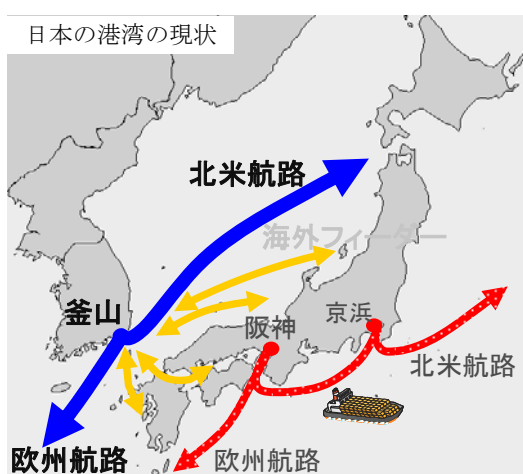 日本の港湾の現状
北米航路
海外フィーダー
釜山
京浜
阪神
北米航路
欧州航路
欧州航路